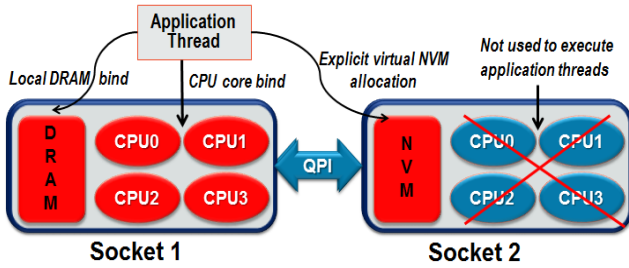 Application
Thread
Local DRAM bind
CPU core bind
Explicit virtual NVM
allocation
Not used to execute
application threads
D
R
A
M
CPU0
CPU1
CPU2
CPU3
QPI
N
V
M
CPU0
CPU1
CPU2
CPU3
Socket 1
Socket 2